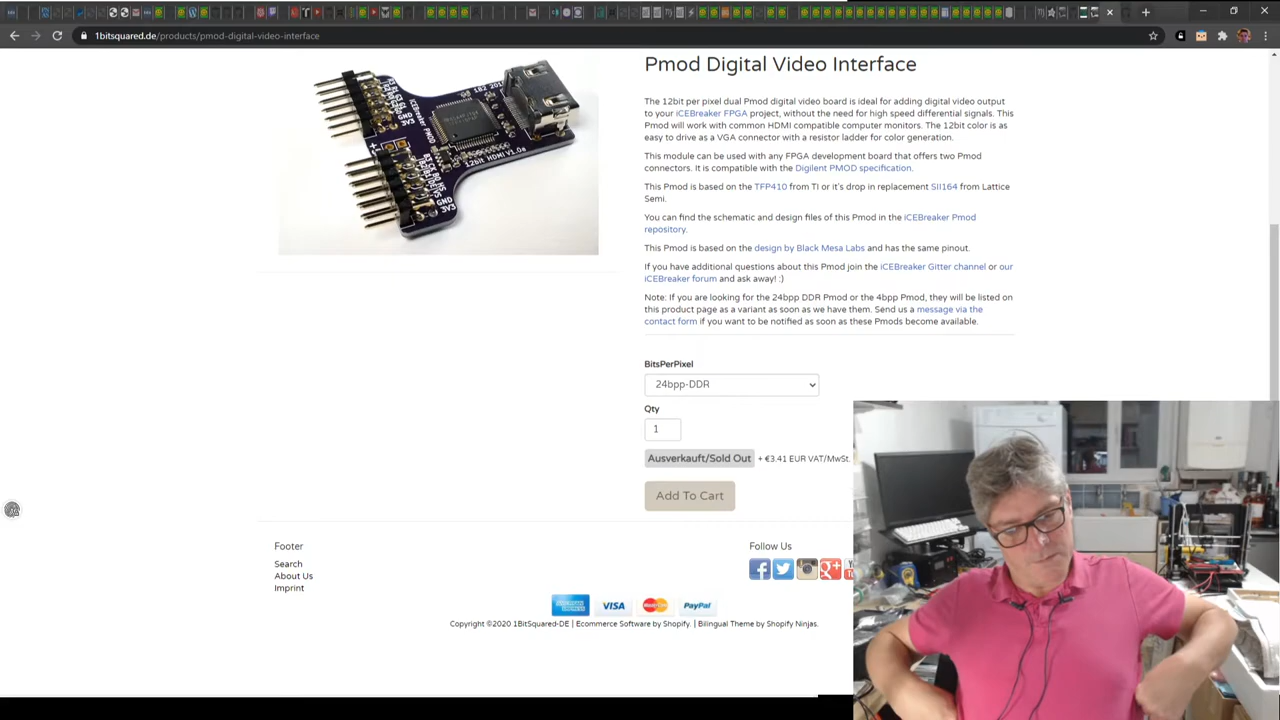 1bitsquared.de/products/pmod-digital-video-interface
Pmod Digital Video Interface
The 12bit per pixel dual Pmod digital video board is ideal for adding digital video output
to your iCEBreaker FPGA project, without the need for high speed differential signals. This
Pmod will work with common HDMI compatible computer monitors. The 12bit color is as
easy to drive as a VGA connector with a resistor ladder for color generation.
This module can be used with any FPGA development board that offers two Pmod
connectors. It is compatible with the Digilent PMOD specification.
This Pmod is based on the TFP410 from TI or it's drop in replacement SII164 from Lattice
Semi.
You can find the schematic and design files of this Pmod in the iCEBreaker Pmod
repository.
This Pmod is based on the design by Black Mesa Labs and has the same pinout.
If you have additional questions about this Pmod join the iCEBreaker Gitter channel or our
iCEBreaker forum and ask away! :)
Note: If you are looking for the 24bpp DDR Pmod or the 4bpp Pmod, they will be listed on
this product page as a variant as soon as we have them. Send us a message via the
contact form if you want to be notified as soon as these Pmods become available.
BitsPerPixel
24bpp-DDR
Qty
1
Ausverkauft/Sold Out + €3.41 EUR VAT/MwSt.
Add To Cart
Footer
Search
About Us
Imprint
Follow Us
VISA
MasterCard
PayPal
Copyright ©2020 1BitSquared-DE | Ecommerce Software by Shopify. | Bilingual Theme by Shopify Ninjas.
12bit HDMI V1.0a
GND
3V3